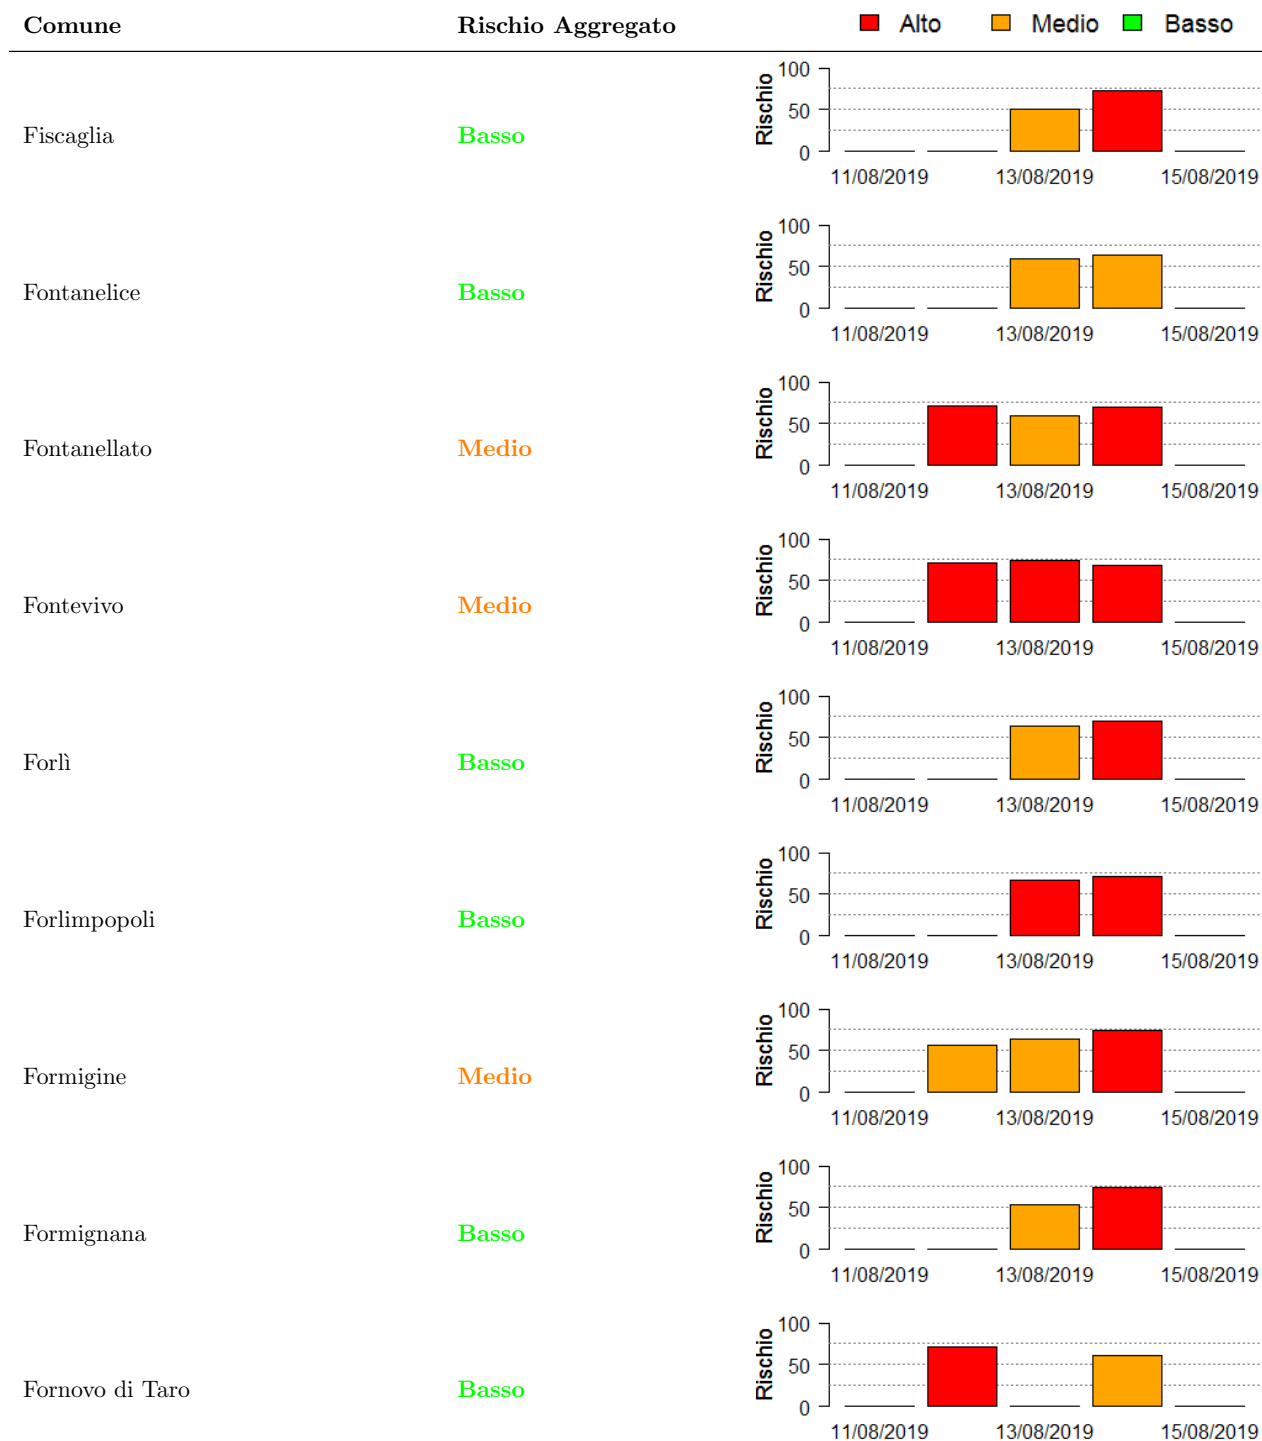 Comune Rischio Aggregato Alto Medio Basso
Fiscaglia Basso Rischio 100 50 0
11/08/2019 13/08/2019 15/08/2019
Fontanelice Basso Rischio 100 50 0
11/08/2019 13/08/2019 15/08/2019
Fontanellato Medio Rischio 100 50 0
11/08/2019 13/08/2019 15/08/2019
Fontevivo Medio Rischio 100 50 0
11/08/2019 13/08/2019 15/08/2019
Forlì Basso Rischio 100 50 0
11/08/2019 13/08/2019 15/08/2019
Forlimpopoli Basso Rischio 100 50 0
11/08/2019 13/08/2019 15/08/2019
Formigine Medio Rischio 100 50 0
11/08/2019 13/08/2019 15/08/2019
Formignana Basso Rischio 100 50 0
11/08/2019 13/08/2019 15/08/2019
Fornovo di Taro Basso Rischio 100 50 0
11/08/2019 13/08/2019 15/08/2019